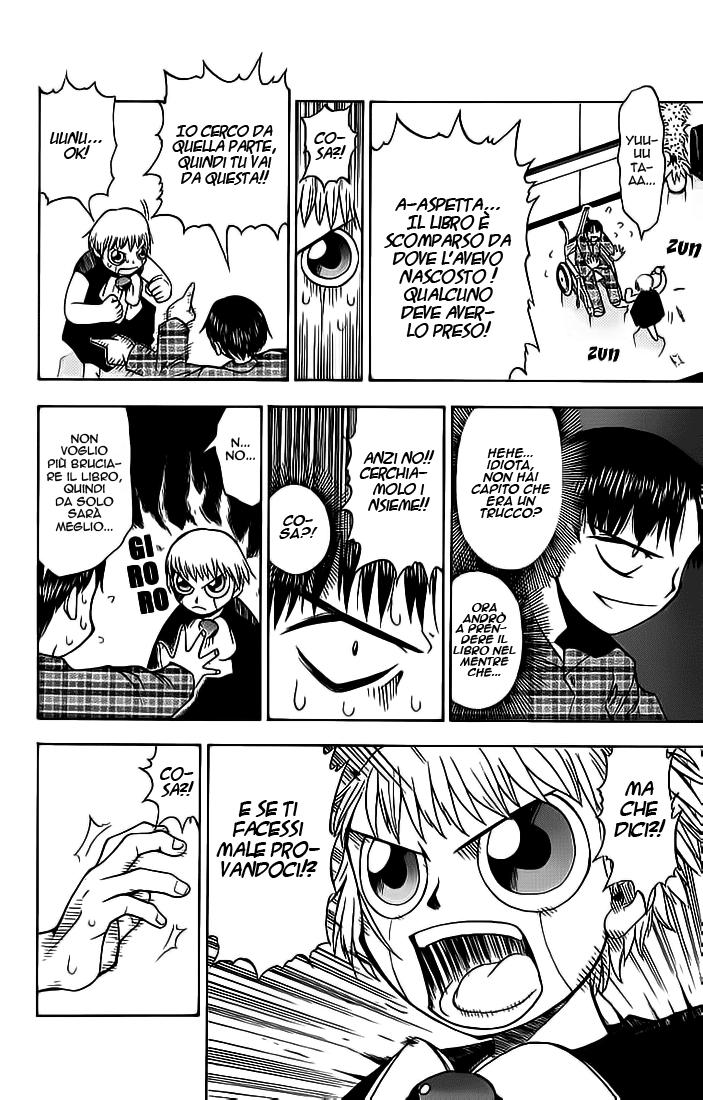 YUU-
UU
TA-
AA...
ZUN
ZUN
A-ASPETTA...
IL LIBRO È
SCOMPARSO DA
DOVE L'AVEVO
NASCOSTO!
QUALCUNO
DEVE AVER-
LO PRESO!
CO-
SA?!
IO CERCO DA
QUELLA PARTE,
QUINDI TU VAI
DA QUESTA!!
UUNU...
OK!
HEHE...
IDIOTA,
NON HAI
CAPITO CHE
ERA UN
TRUCCO?
ORA
ANDRÒ
A PREN-
DERE IL
LIBRO NEL
MENTRE
CHE...
ANZI NO!!
CERCHIA-
MOLO I
NSIEME!!
CO-
SA?!
N...
NO...
NON
VOGLIO
PIÙ BRUCIA-
RE IL LIBRO,
QUINDI
DA SOLO
SARÀ
MEGLIO...
GI
RO
RO
MA
CHE
DICI?!
E SE TI
FACESSI
MALE PRO-
VANDOCI!?
CO-
SA?!